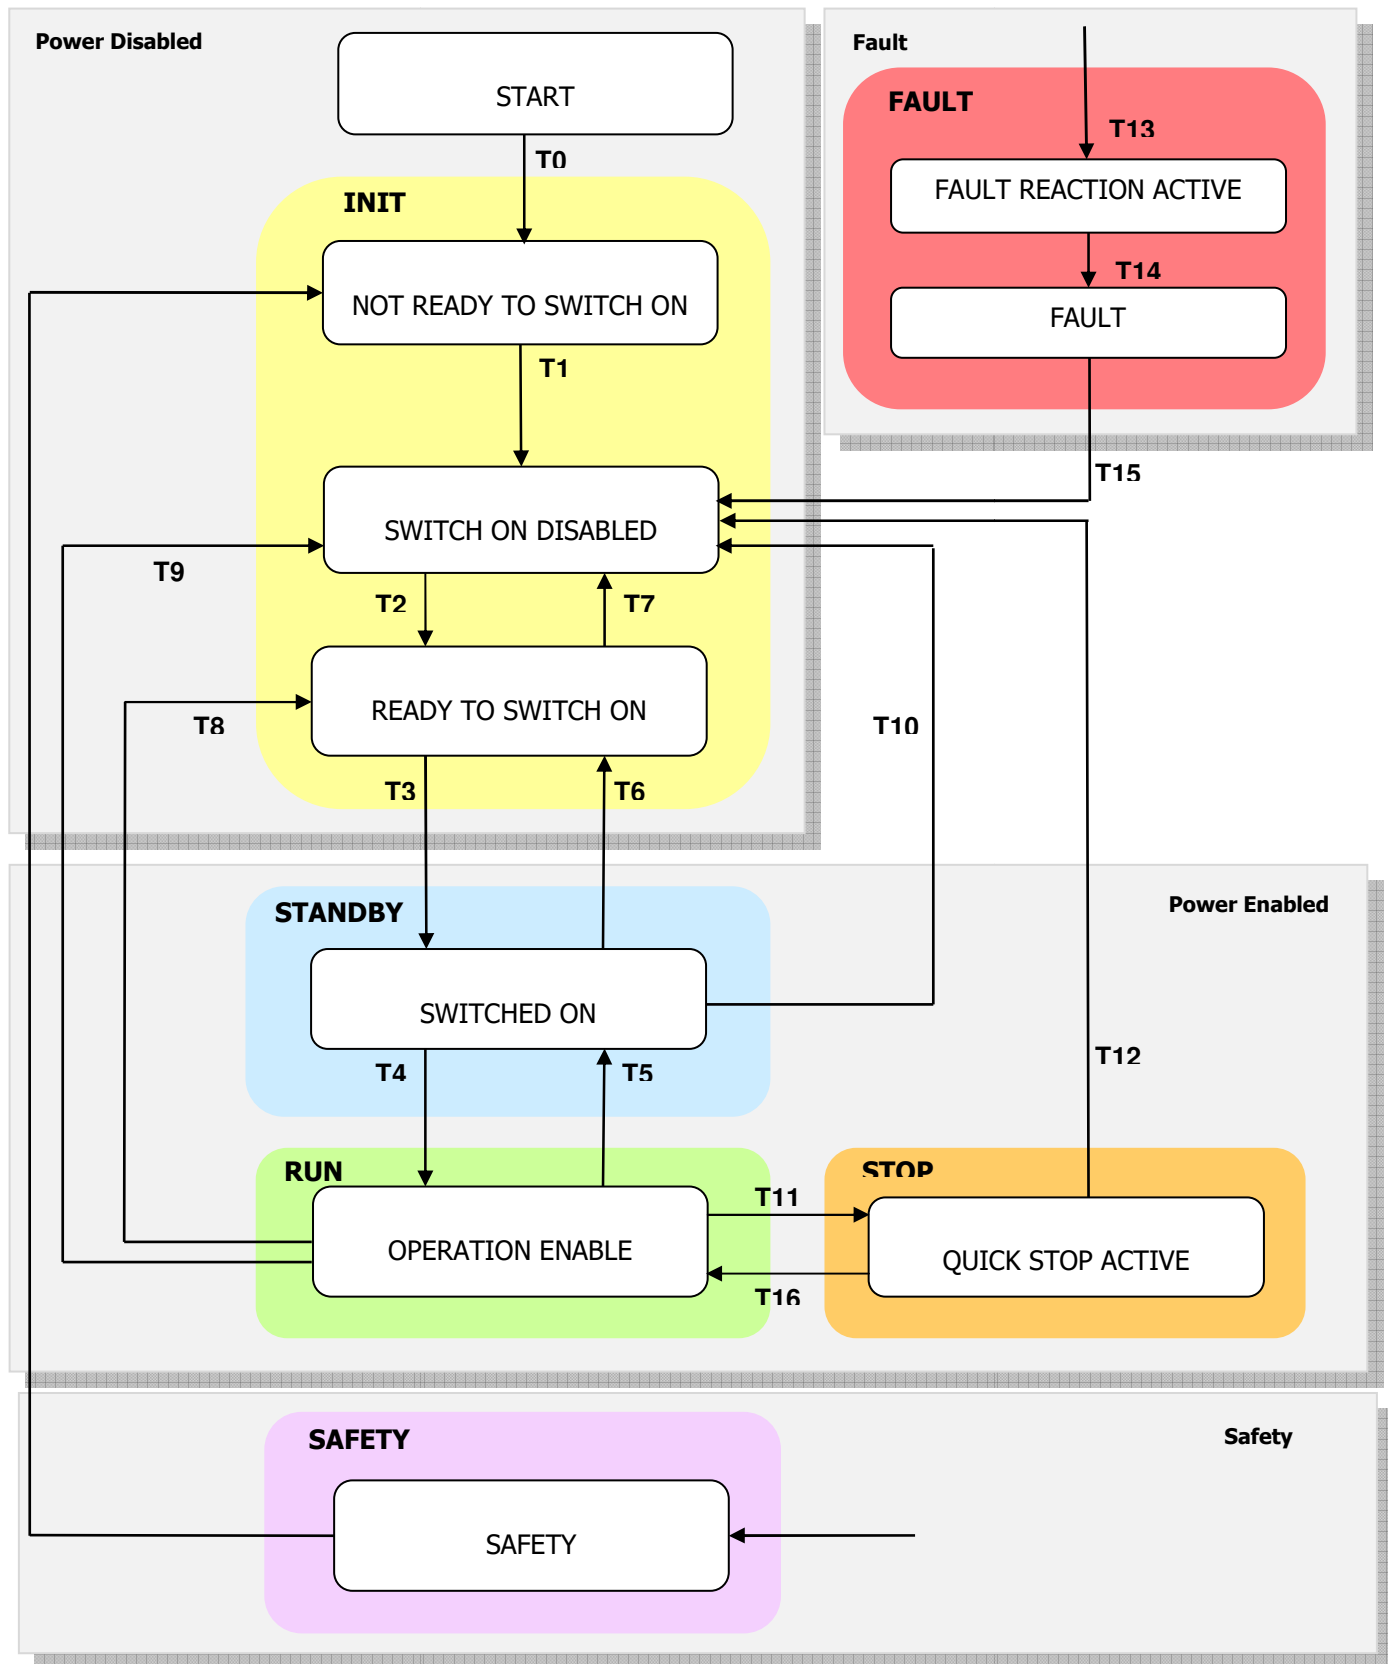 Power Disabled
START
T0
INIT
NOT READY TO SWITCH ON
T1
SWITCH ON DISABLED
T9
T2
T7
READY TO SWITCH ON
T8
T3
T6
Fault
FAULT
T13
FAULT REACTION ACTIVE
T14
FAULT
T15
T10
Power Enabled
STANDBY
SWITCHED ON
T4
T5
T12
RUN
OPERATION ENABLE
T11
T16
STOP
QUICK STOP ACTIVE
Safety
SAFETY
SAFETY